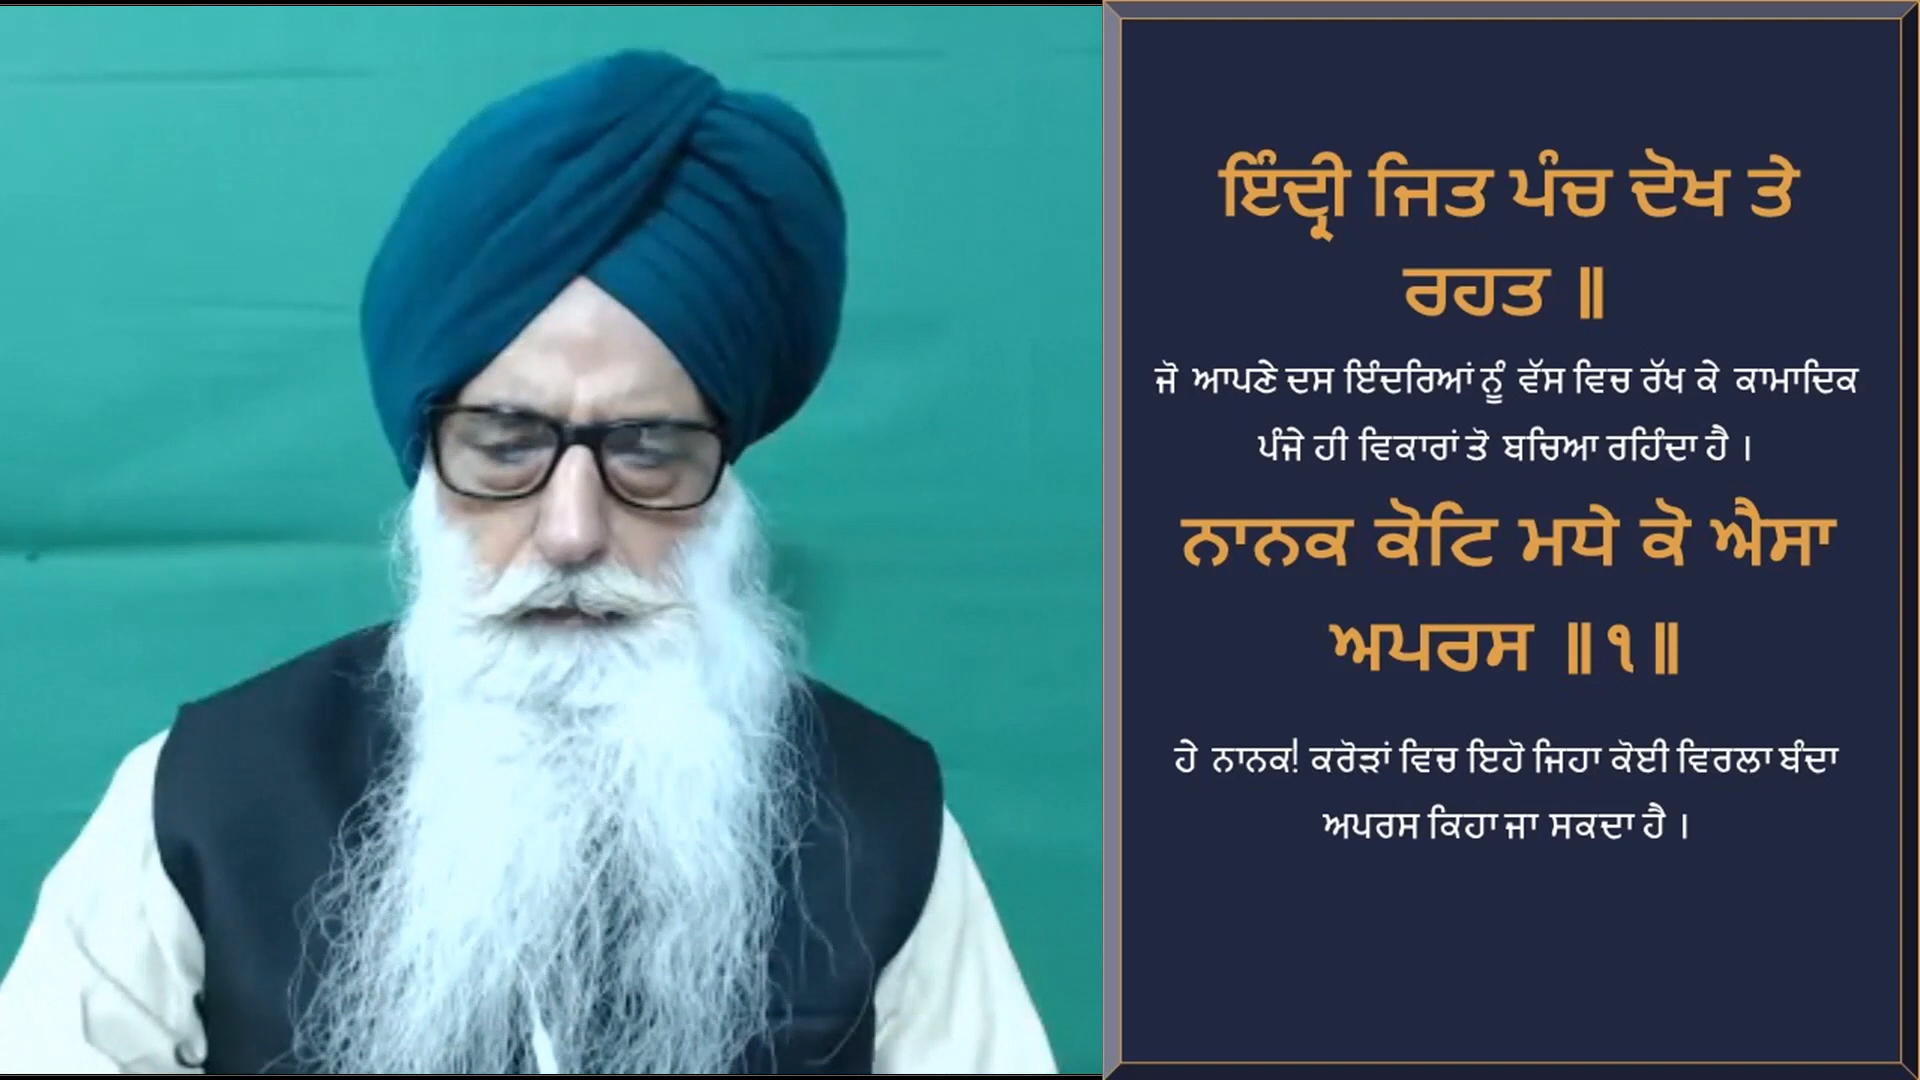 ਇੰਦ੍ਰੀ ਜਿਤ ਪੰਚ ਦੋਖ ਤੇ
ਰਹਤ ॥
ਜੋ ਆਪਣੇ ਦਸ ਇੰਦਰਿਆਂ ਨੂੰ ਵੱਸ ਵਿਚ ਰੱਖ ਕੇ ਕਾਮਾਦਿਕ
ਪੰਜੇ ਹੀ ਵਿਕਾਰਾਂ ਤੋ ਬਚਿਆ ਰਹਿੰਦਾ ਹੈ ।
ਨਾਨਕ ਕੋਟਿ ਮਧੇ ਕੋ ਐਸਾ
ਅਪਰਸ ॥੧॥
ਹੇ ਨਾਨਕ! ਕਰੋੜਾਂ ਵਿਚ ਇਹੋ ਜਿਹਾ ਕੋਈ ਵਿਰਲਾ ਬੰਦਾ
ਅਪਰਸ ਕਿਹਾ ਜਾ ਸਕਦਾ ਹੈ ।